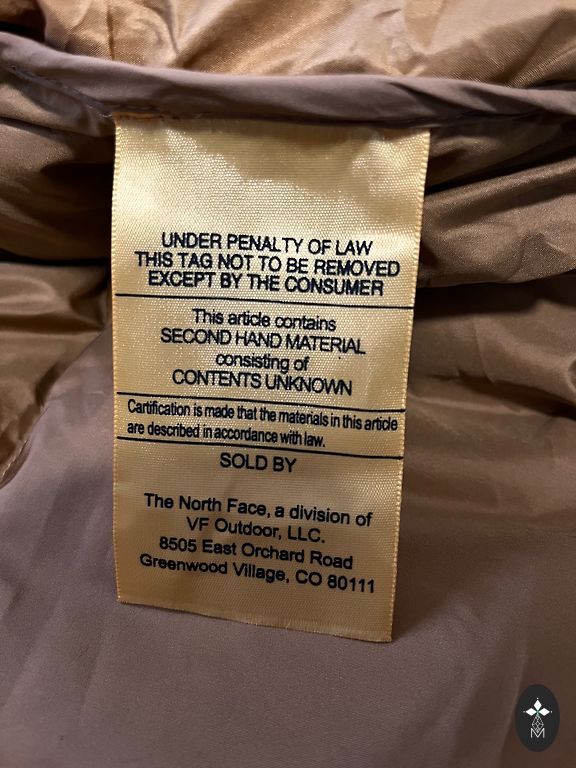 UNDER PENALTY OF LAW
THIS TAG NOT TO BE REMOVED
EXCEPT BY THE CONSUMER
This article contains
SECOND HAND MATERIAL
consisting of
CONTENTS UNKNOWN
Cartification is made that the materials in this article
are described in accordance with law.
SOLD BY
The North Face, a division of
VF Outdoor, LLC.
8505 East Orchard Road
Greenwood Village, CO 80111
M